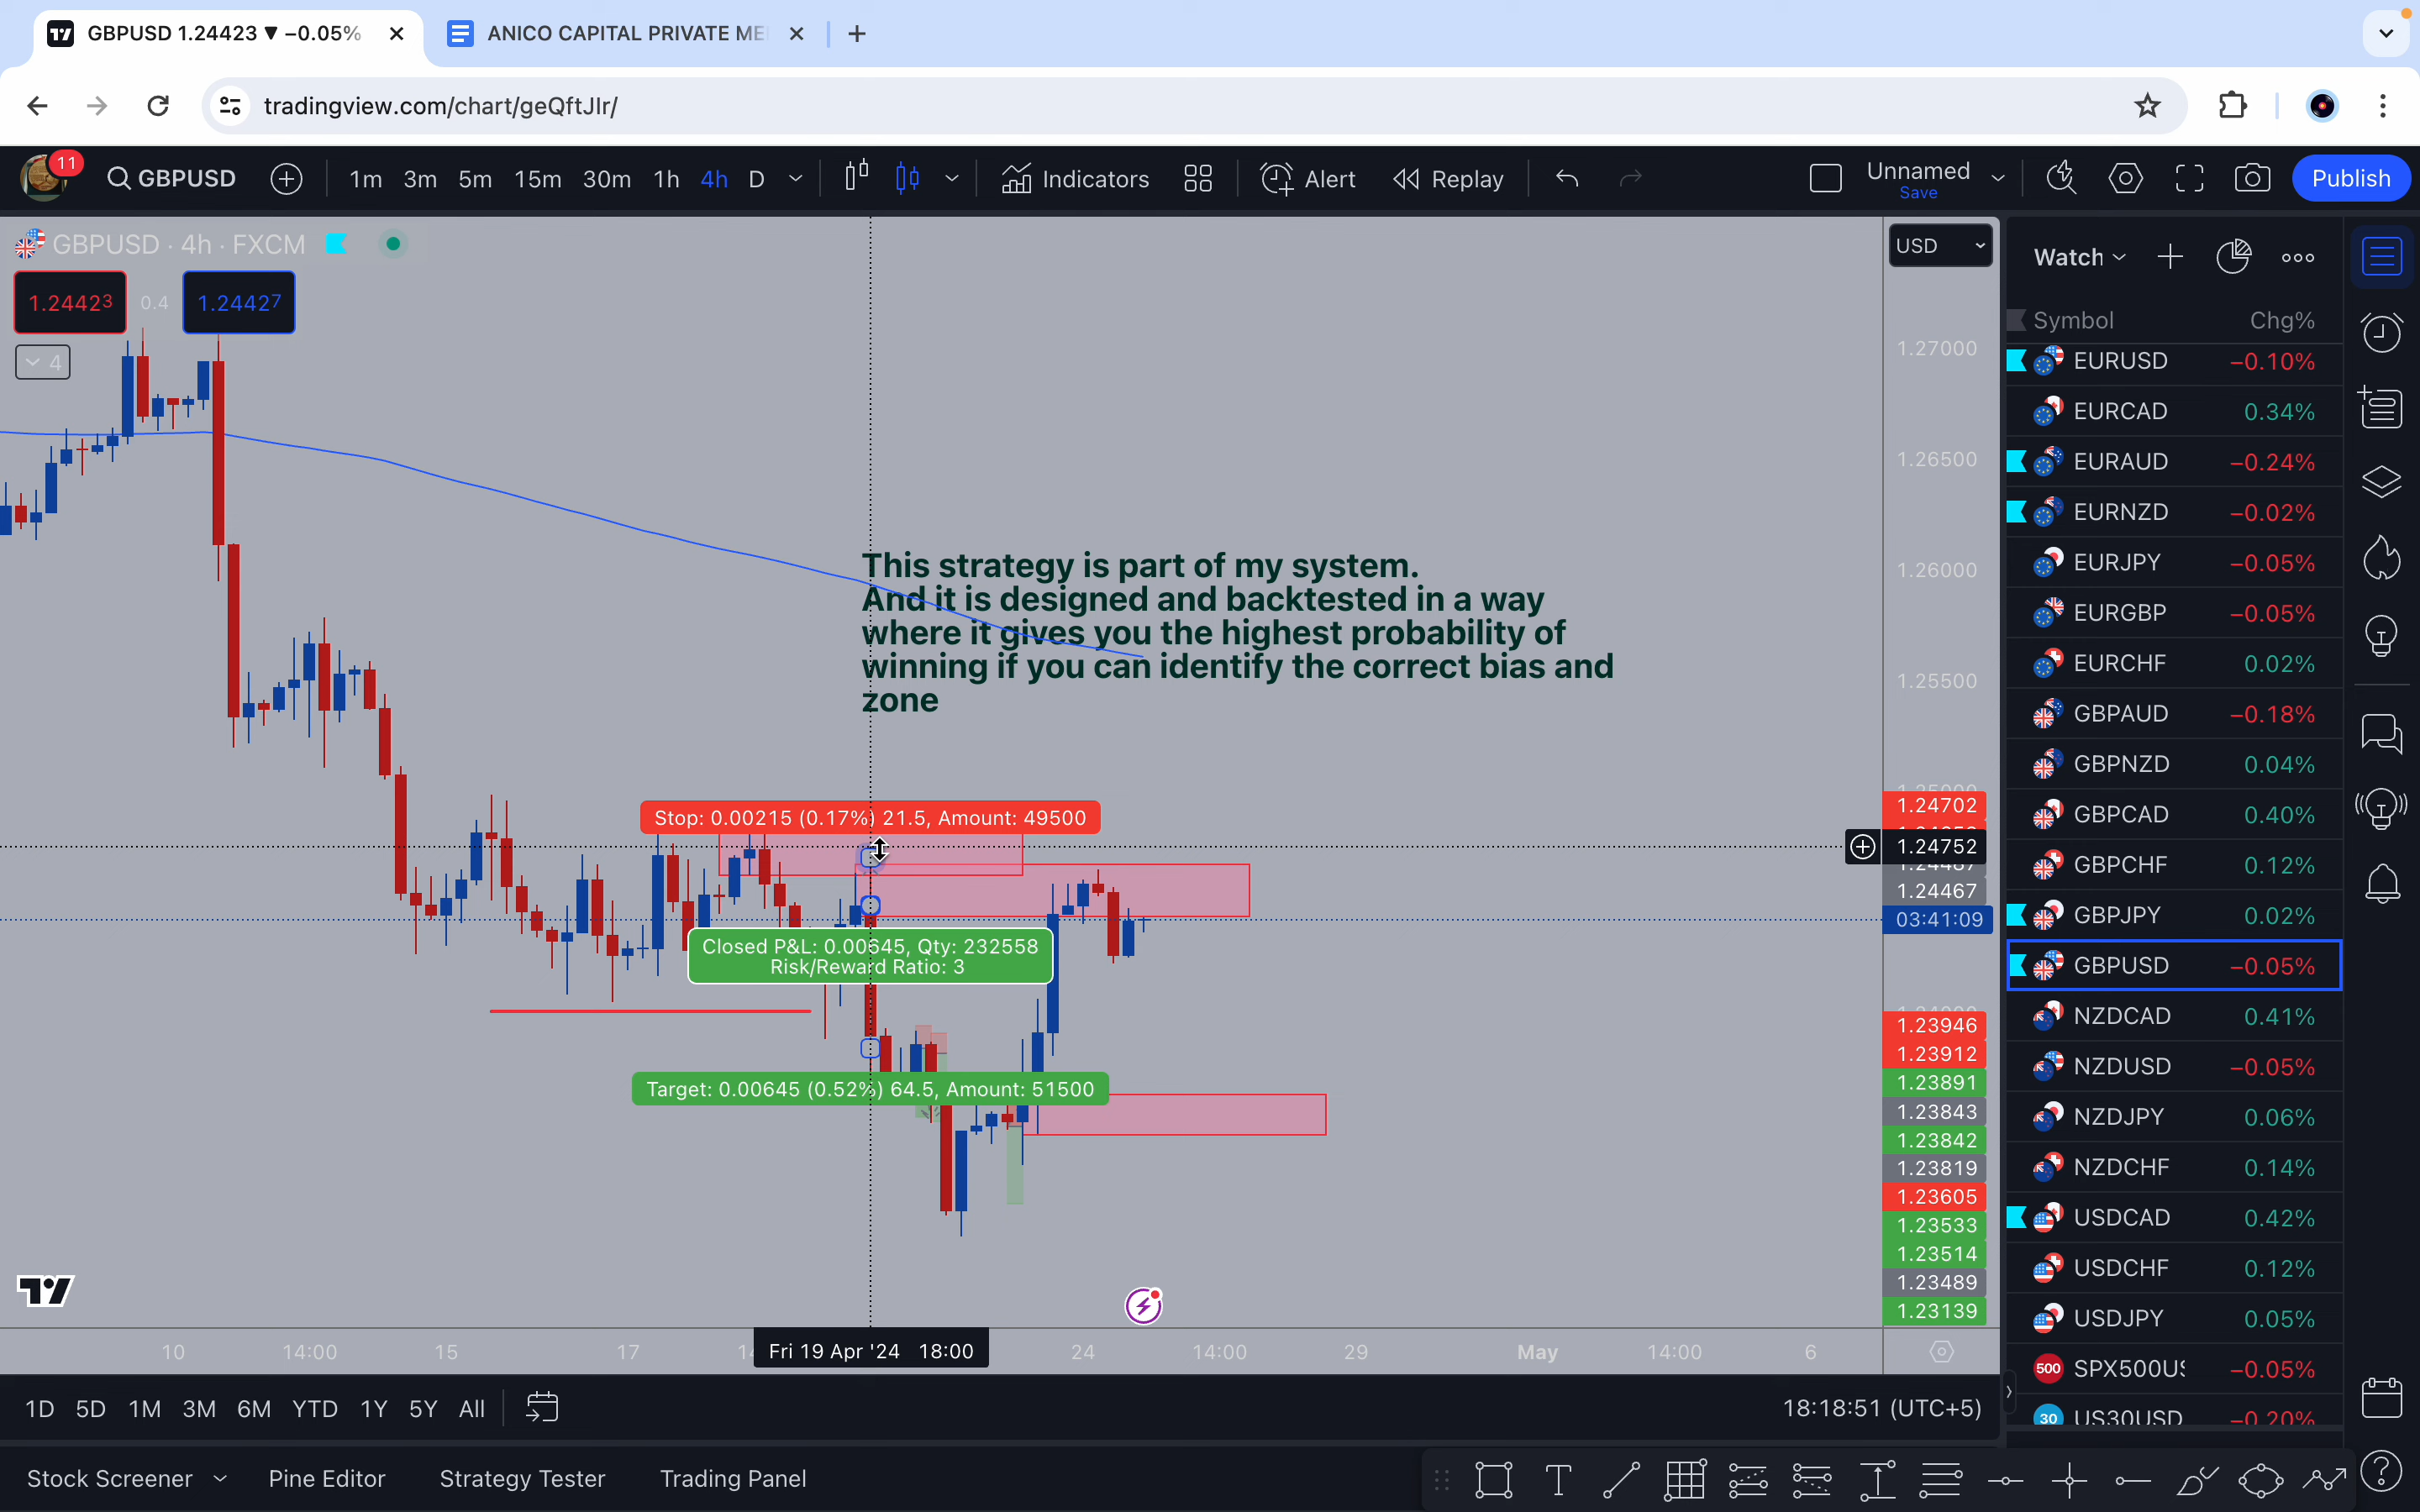 GBPUSD 1.24423 ▼ −0.05%
ANICO CAPITAL PRIVATE ME
tradingview.com/chart/geQftJIr/
11
GBPUSD
1m 3m 5m 15m 30m 1h 4h D
Indicators
Alert
Replay
Unnamed
Save
Publish
GBPUSD · 4h · FXCM
1.24423
0.4
1.24427
4
This strategy is part of my system.
And it is designed and backtested in a way
where it gives you the highest probability of
winning if you can identify the correct bias and
zone
Stop: 0.00215 (0.17%) 21.5, Amount: 49500
Closed P&L: 0.00645, Qty: 232558
Risk/Reward Ratio: 3
Target: 0.00645 (0.52%) 64.5, Amount: 51500
USD
1.27000
1.26500
1.26000
1.25500
1.24702
1.24752
1.24467
03:41:09
1.23946
1.23912
1.23891
1.23843
1.23842
1.23819
1.23605
1.23533
1.23514
1.23489
1.23139
10 14:00 15 17 Fri 19 Apr '24 18:00 24 14:00 29 May 14:00 6
1D 5D 1M 3M 6M YTD 1Y 5Y All
18:18:51 (UTC+5)
Stock Screener
Pine Editor
Strategy Tester
Trading Panel
Watch
Symbol Chg%
EURUSD −0.10%
EURCAD 0.34%
EURAUD −0.24%
EURNZD −0.02%
EURJPY −0.05%
EURGBP −0.05%
EURCHF 0.02%
GBPAUD −0.18%
GBPNZD 0.04%
GBPCAD 0.40%
GBPCHF 0.12%
GBPJPY 0.02%
GBPUSD −0.05%
NZDCAD 0.41%
NZDUSD −0.05%
NZDJPY 0.06%
NZDCHF 0.14%
USDCAD 0.42%
USDCHF 0.12%
USDJPY 0.05%
500 SPX500US −0.05%
30 US30USD −0.20%